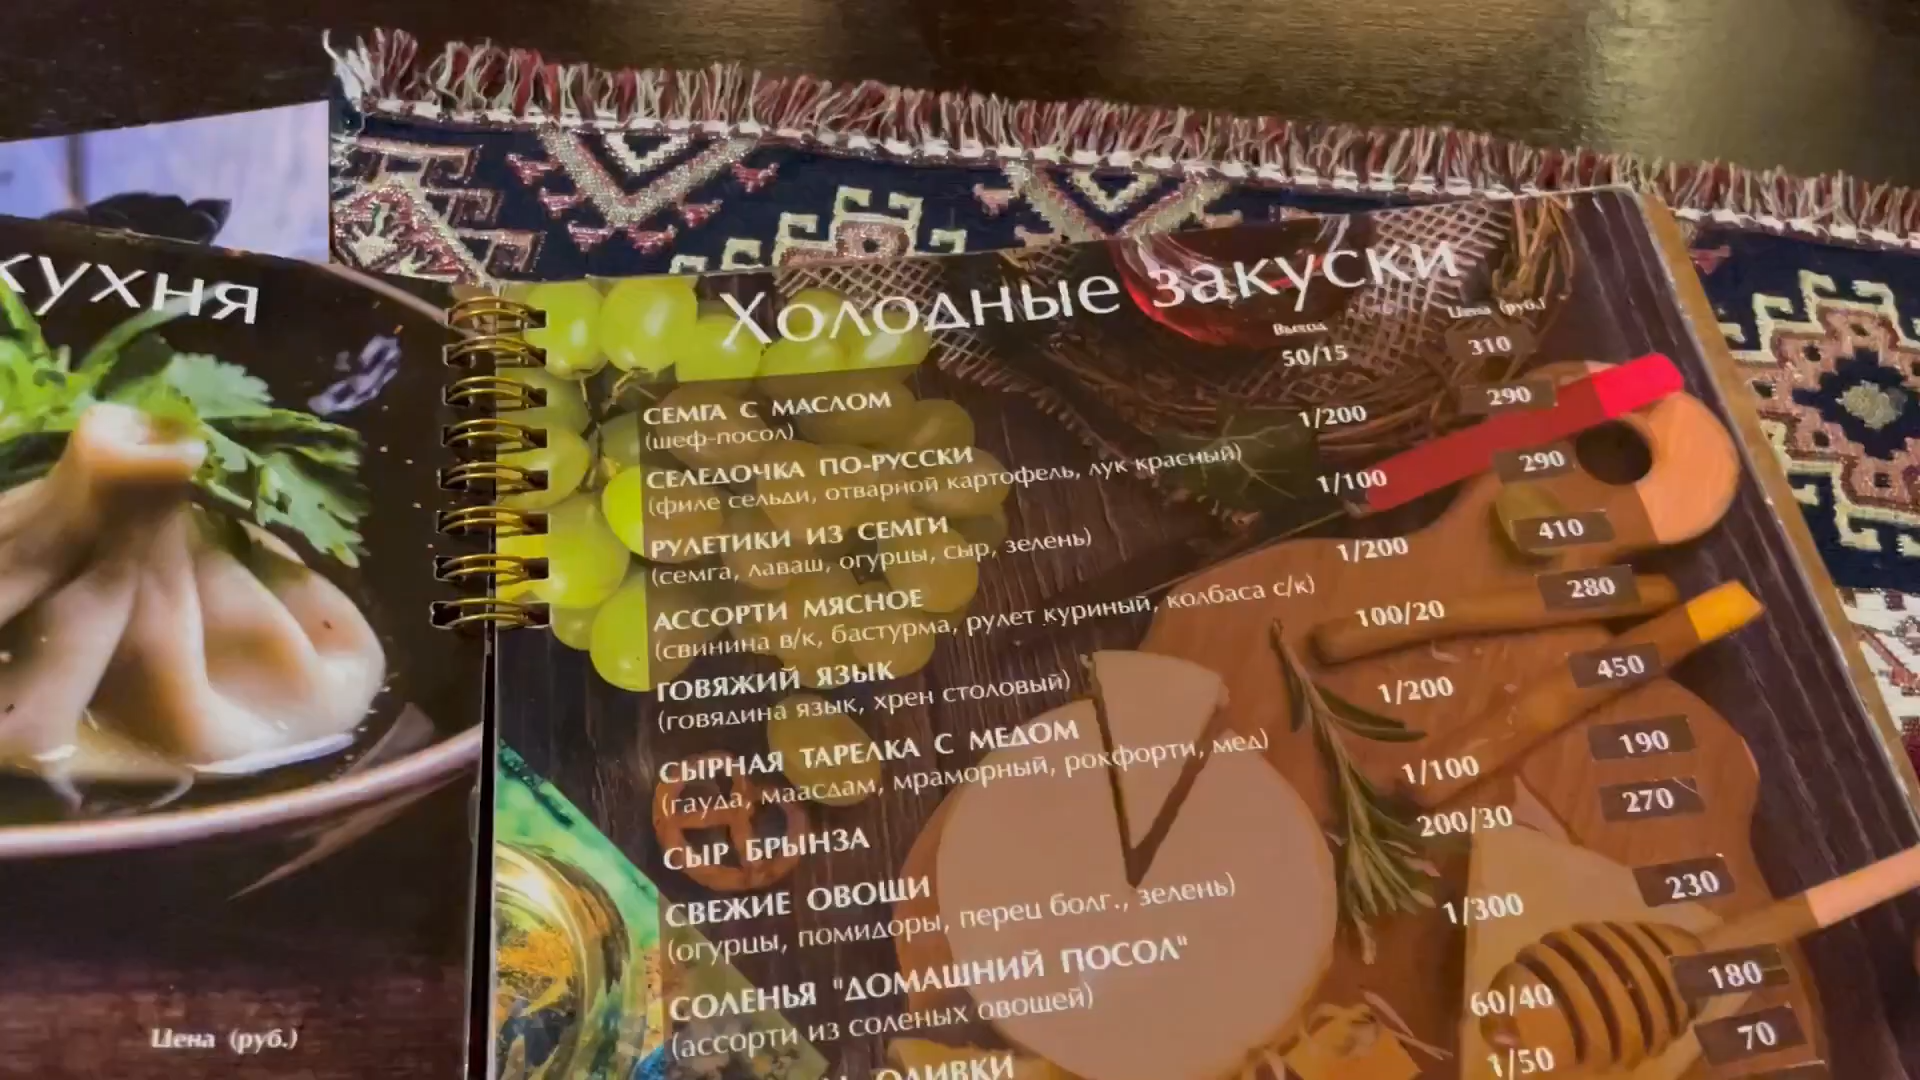 кухня
Цена (руб.)
Холодные закуски
Выход Цена (руб.)
СЕМГА С МАСЛОМ 50/15 310
(шеф-посол)
СЕЛЕДОЧКА ПО-РУССКИ 1/200 290
(филе сельди, отварной картофель, лук красный)
РУЛЕТИКИ ИЗ СЕМГИ 1/100 290
(семга, лаваш, огурцы, сыр, зелень)
АССОРТИ МЯСНОЕ 1/200 410
(свинина в/к, бастурма, рулет куриный, колбаса с/к)
ГОВЯЖИЙ ЯЗЫК 100/20 280
(говядина язык, хрен столовый)
СЫРНАЯ ТАРЕЛКА С МЕДОМ 1/200 450
(гауда, маасдам, мраморный, рокфорти, мед)
СЫР БРЫНЗА 1/100 190
СВЕЖИЕ ОВОЩИ 200/30 270
(огурцы, помидоры, перец болг., зелень)
СОЛЕНЬЯ "ДОМАШНИЙ ПОСОЛ" 1/300 230
(ассорти из соленых овощей)
ОЛИВКИ 60/40 180
1/50 70